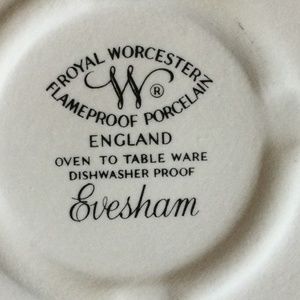 ROYAL WORCESTER
W ®
FLAMEPROOF PORCELAIN
ENGLAND
OVEN TO TABLE WARE
DISHWASHER PROOF
Evesham